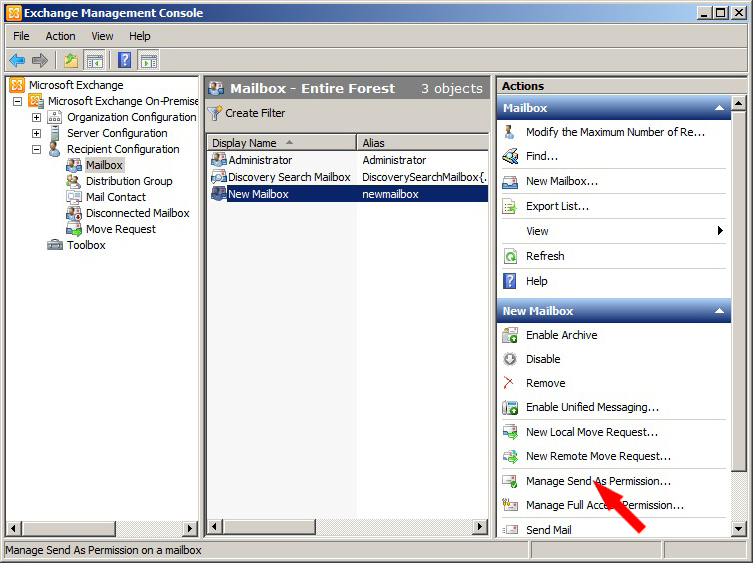 Exchange Management Console
File Action View Help
Microsoft Exchange
Microsoft Exchange On-Premise
Organization Configuration
Server Configuration
Recipient Configuration
Mailbox
Distribution Group
Mail Contact
Disconnected Mailbox
Move Request
Toolbox
Mailbox - Entire Forest 3 objects
Create Filter
Display Name Alias
Administrator Administrator
Discovery Search Mailbox DiscoverySearchMailbox{.
New Mailbox newmailbox
Actions
Mailbox
Modify the Maximum Number of Re...
Find...
New Mailbox...
Export List...
View
Refresh
Help
New Mailbox
Enable Archive
Disable
Remove
Enable Unified Messaging...
New Local Move Request...
New Remote Move Request...
Manage Send As Permission...
Manage Full Access Permission...
Send Mail
Manage Send As Permission on a mailbox